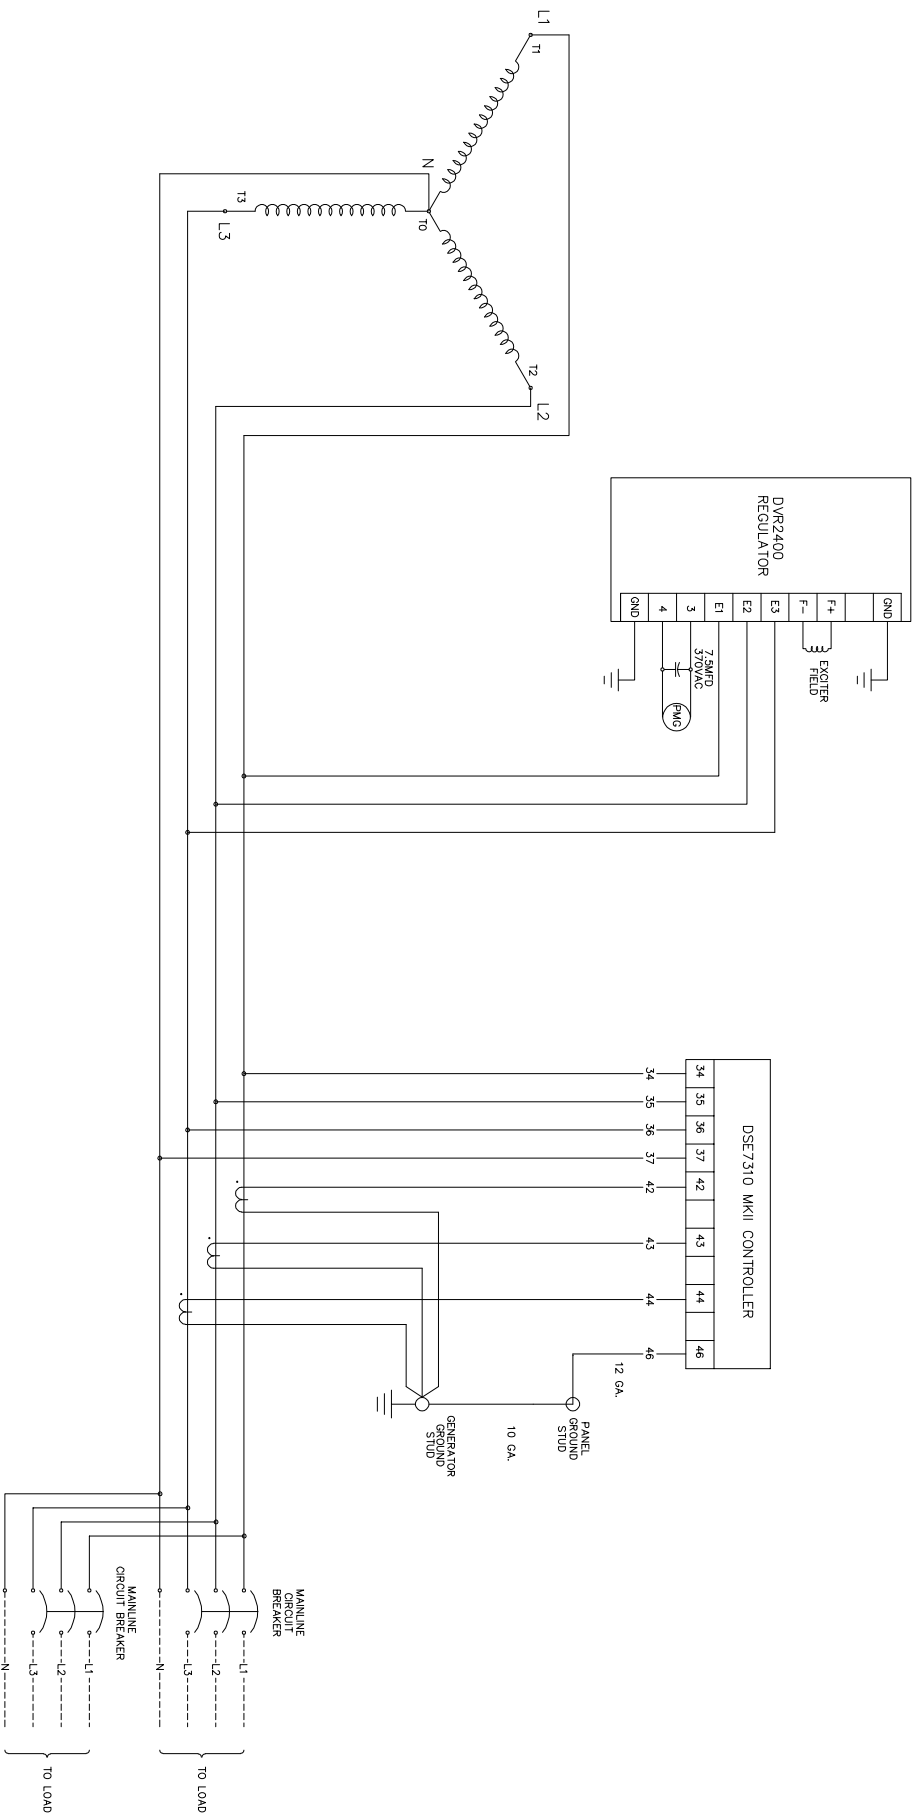 L1
T1
N
T0
T3
L3
T2
L2
DVR2400
REGULATOR
GND
F+
F-
E3
E2
E1
3
4
GND
EXCITER
FIELD
7.5MFD
370VAC
PMG
DSE7310 MKII CONTROLLER
34
35
36
37
42
43
44
46
34
35
36
37
42
43
44
46
12 GA.
PANEL
GROUND
STUD
10 GA.
GENERATOR
GROUND
STUD
MAINLINE
CIRCUIT
BREAKER
L1
L2
L3
N
TO LOAD
MAINLINE
CIRCUIT BREAKER
L1
L2
L3
N
TO LOAD